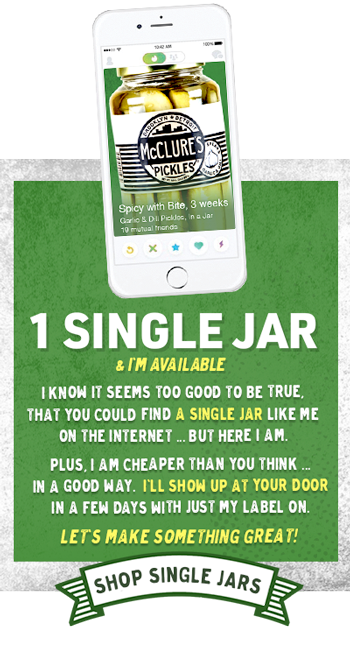 10:42 AM
100%
BROOKLYN ★ DETROIT
McCLURE'S
PICKLES
Spicy with Bite, 3 weeks
Garlic & Dill Pickles, in a Jar
19 mutual friends
1 SINGLE JAR
& I'M AVAILABLE
I KNOW IT SEEMS TOO GOOD TO BE TRUE,
THAT YOU COULD FIND A SINGLE JAR LIKE ME
ON THE INTERNET ... BUT HERE I AM.
PLUS, I AM CHEAPER THAN YOU THINK ...
IN A GOOD WAY. I'LL SHOW UP AT YOUR DOOR
IN A FEW DAYS WITH JUST MY LABEL ON.
LET'S MAKE SOMETHING GREAT!
SHOP SINGLE JARS